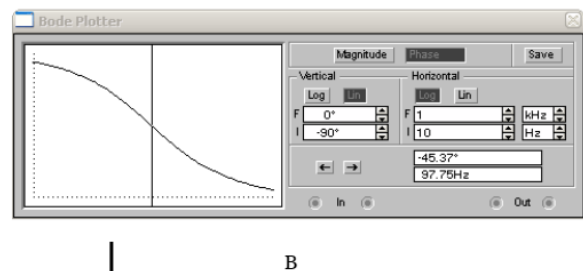 Bode Plotter
Magnitude Phase Save
Vertical Horizontal
Log Lin Log Lin
F 0° F 1 kHz
I -90° I 10 Hz
← → -45.37°
97.75Hz
In Out
B